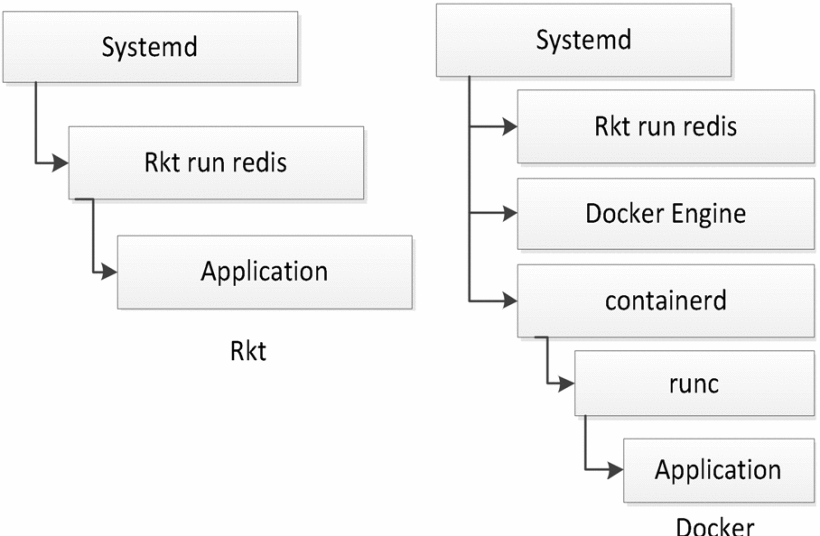 Systemd
Rkt run redis
Application
Rkt
Systemd
Rkt run redis
Docker Engine
containerd
runc
Application
Docker